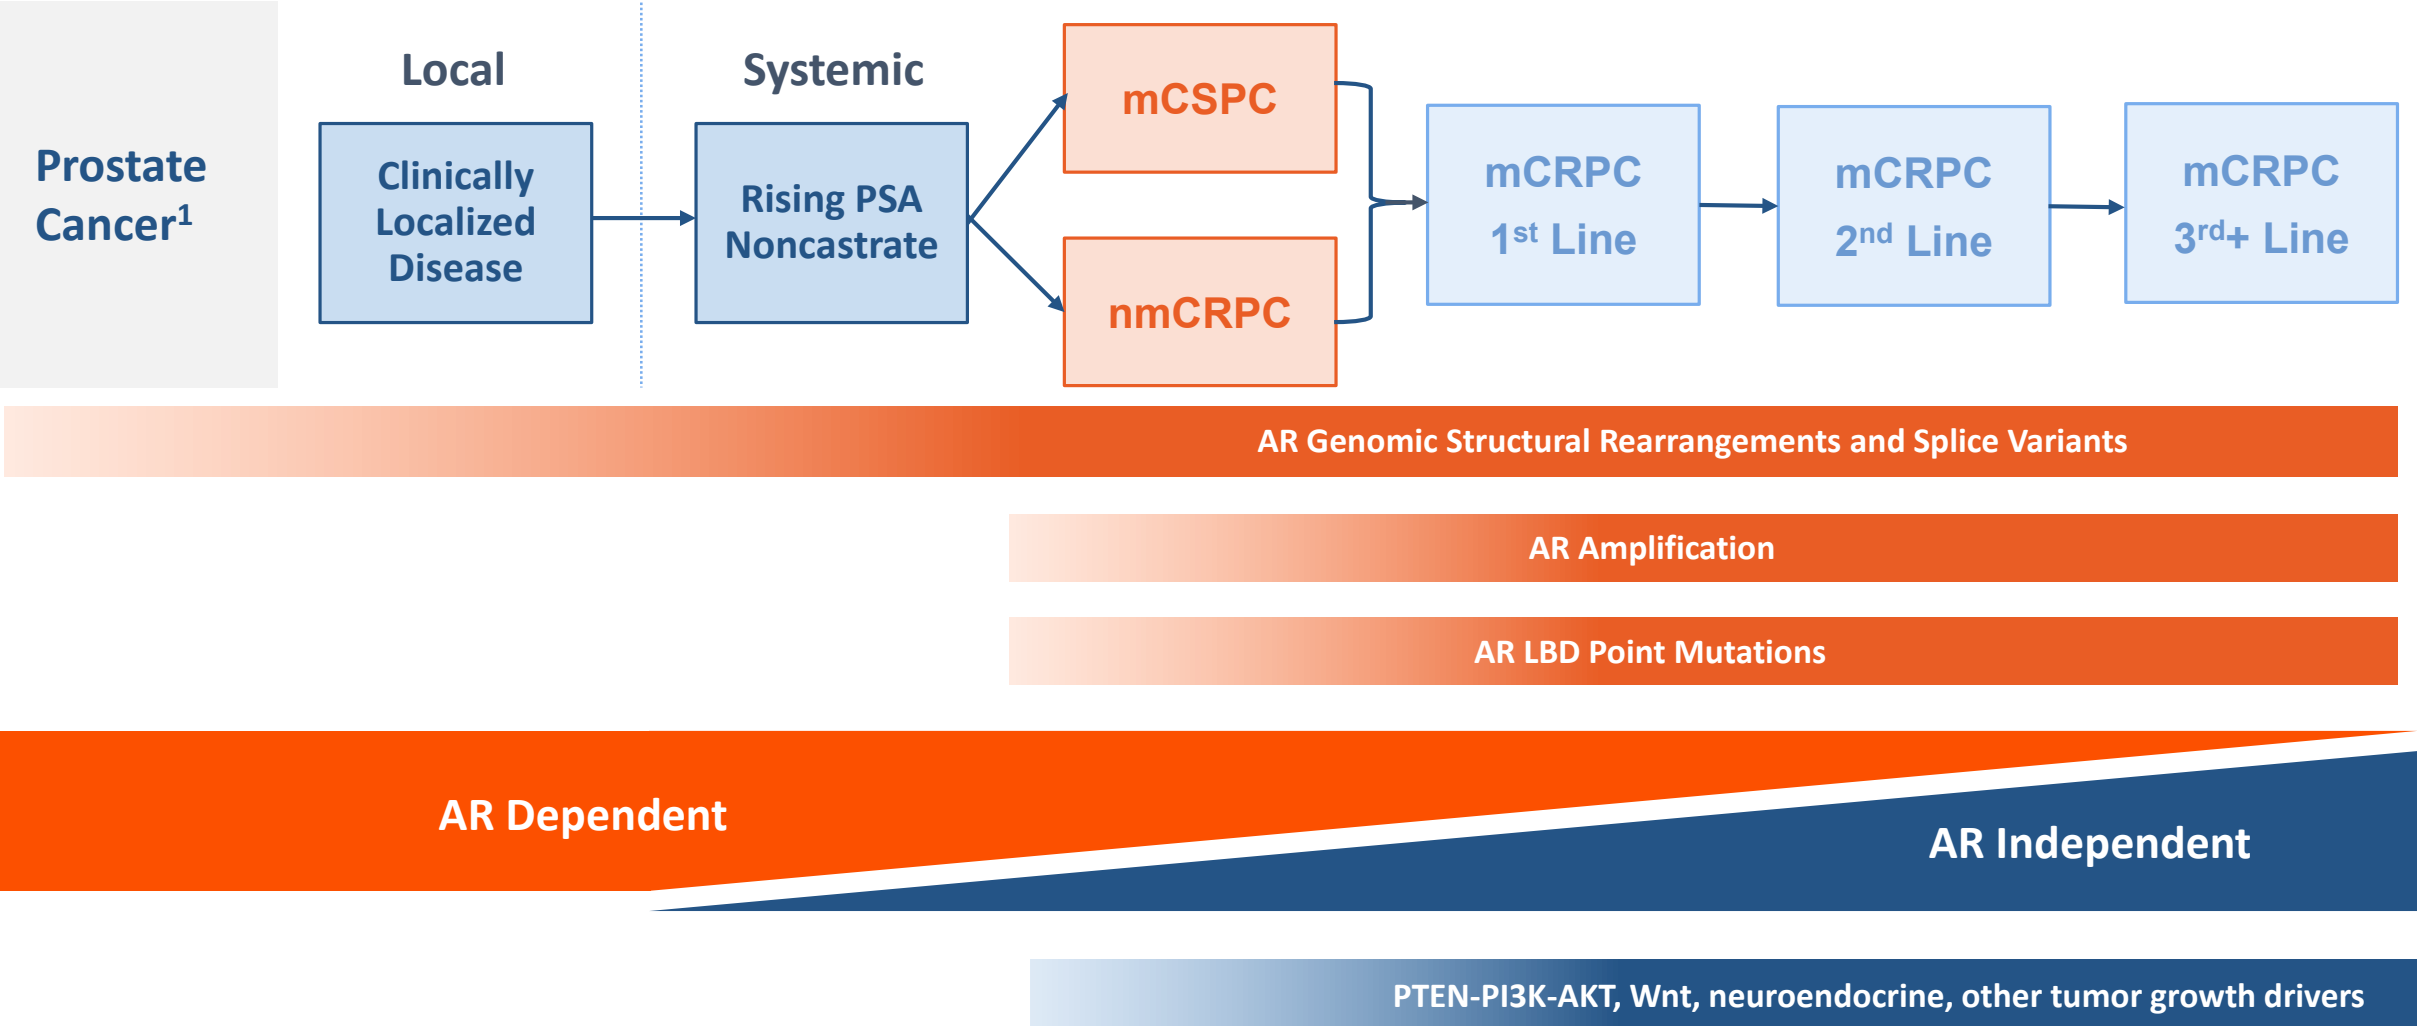 Prostate
Cancer¹
Local
Clinically
Localized
Disease
Systemic
Rising PSA
Noncastrate
mCSPC
nmCRPC
mCRPC
1st Line
mCRPC
2nd Line
mCRPC
3rd+ Line
AR Genomic Structural Rearrangements and Splice Variants
AR Amplification
AR LBD Point Mutations
AR Dependent
AR Independent
PTEN-PI3K-AKT, Wnt, neuroendocrine, other tumor growth drivers